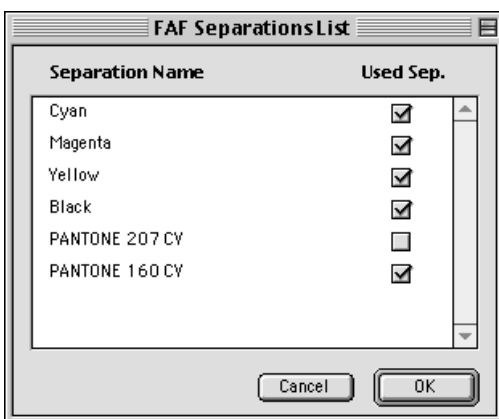 FAF Separations List
Separation Name Used Sep.
Cyan
Magenta
Yellow
Black
PANTONE 207 CV
PANTONE 160 CV
Cancel OK